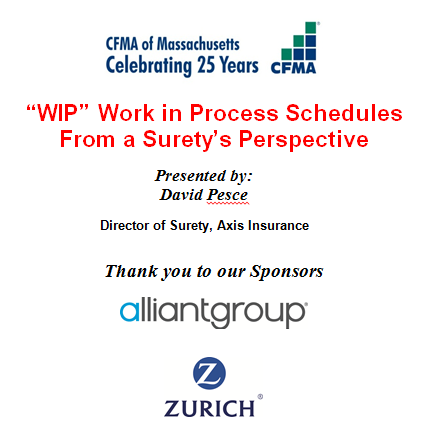 CFMA of Massachusetts
Celebrating 25 Years
CFMA
“WIP” Work in Process Schedules
From a Surety’s Perspective
Presented by:
David Pesce
Director of Surety, Axis Insurance
Thank you to our Sponsors
alliantgroup®
Z
ZURICH®